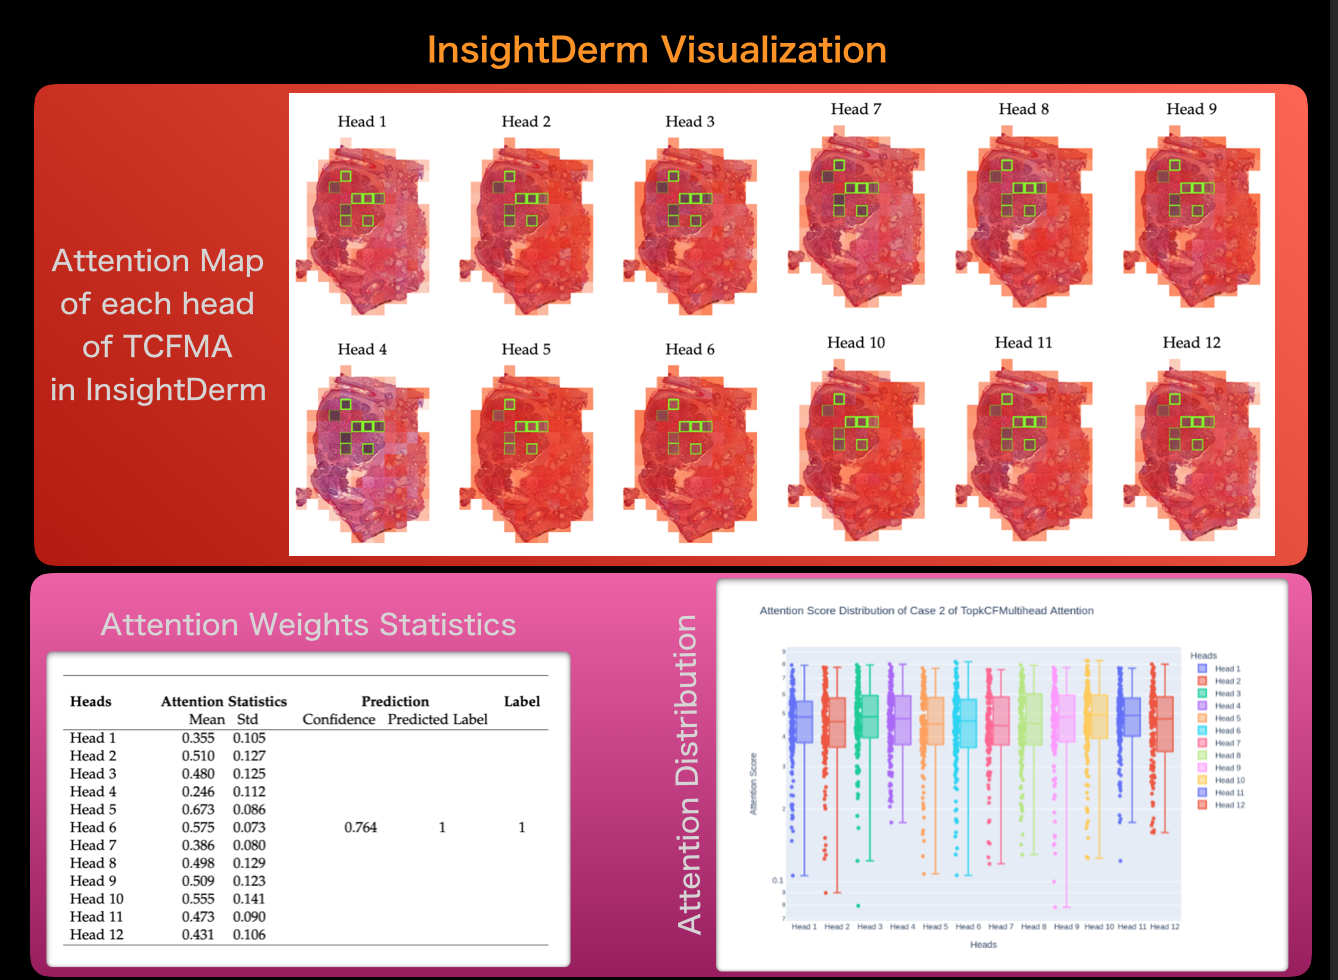 InsightDerm Visualization
Attention Map
of each head
of TCFMA
in InsightDerm
Head 1 Head 2 Head 3 Head 7 Head 8 Head 9
Head 4 Head 5 Head 6 Head 10 Head 11 Head 12
Attention Weights Statistics
Heads Attention Statistics Prediction Label
Mean Std Confidence Predicted Label
Head 1 0.355 0.105
Head 2 0.510 0.127
Head 3 0.480 0.125
Head 4 0.246 0.112
Head 5 0.673 0.086
Head 6 0.575 0.073 0.764 1 1
Head 7 0.386 0.080
Head 8 0.498 0.129
Head 9 0.509 0.123
Head 10 0.555 0.141
Head 11 0.473 0.090
Head 12 0.431 0.106
Attention Distribution
Attention Score Distribution of Case 2 of TopkCFMultihead Attention
Attention Score
9
8
7
6
5
4
3
2
0.1
9
8
7
Head 1 Head 2 Head 3 Head 4 Head 5 Head 6 Head 7 Head 8 Head 9 Head 10 Head 11 Head 12
Heads
Heads
Head 1
Head 2
Head 3
Head 4
Head 5
Head 6
Head 7
Head 8
Head 9
Head 10
Head 11
Head 12